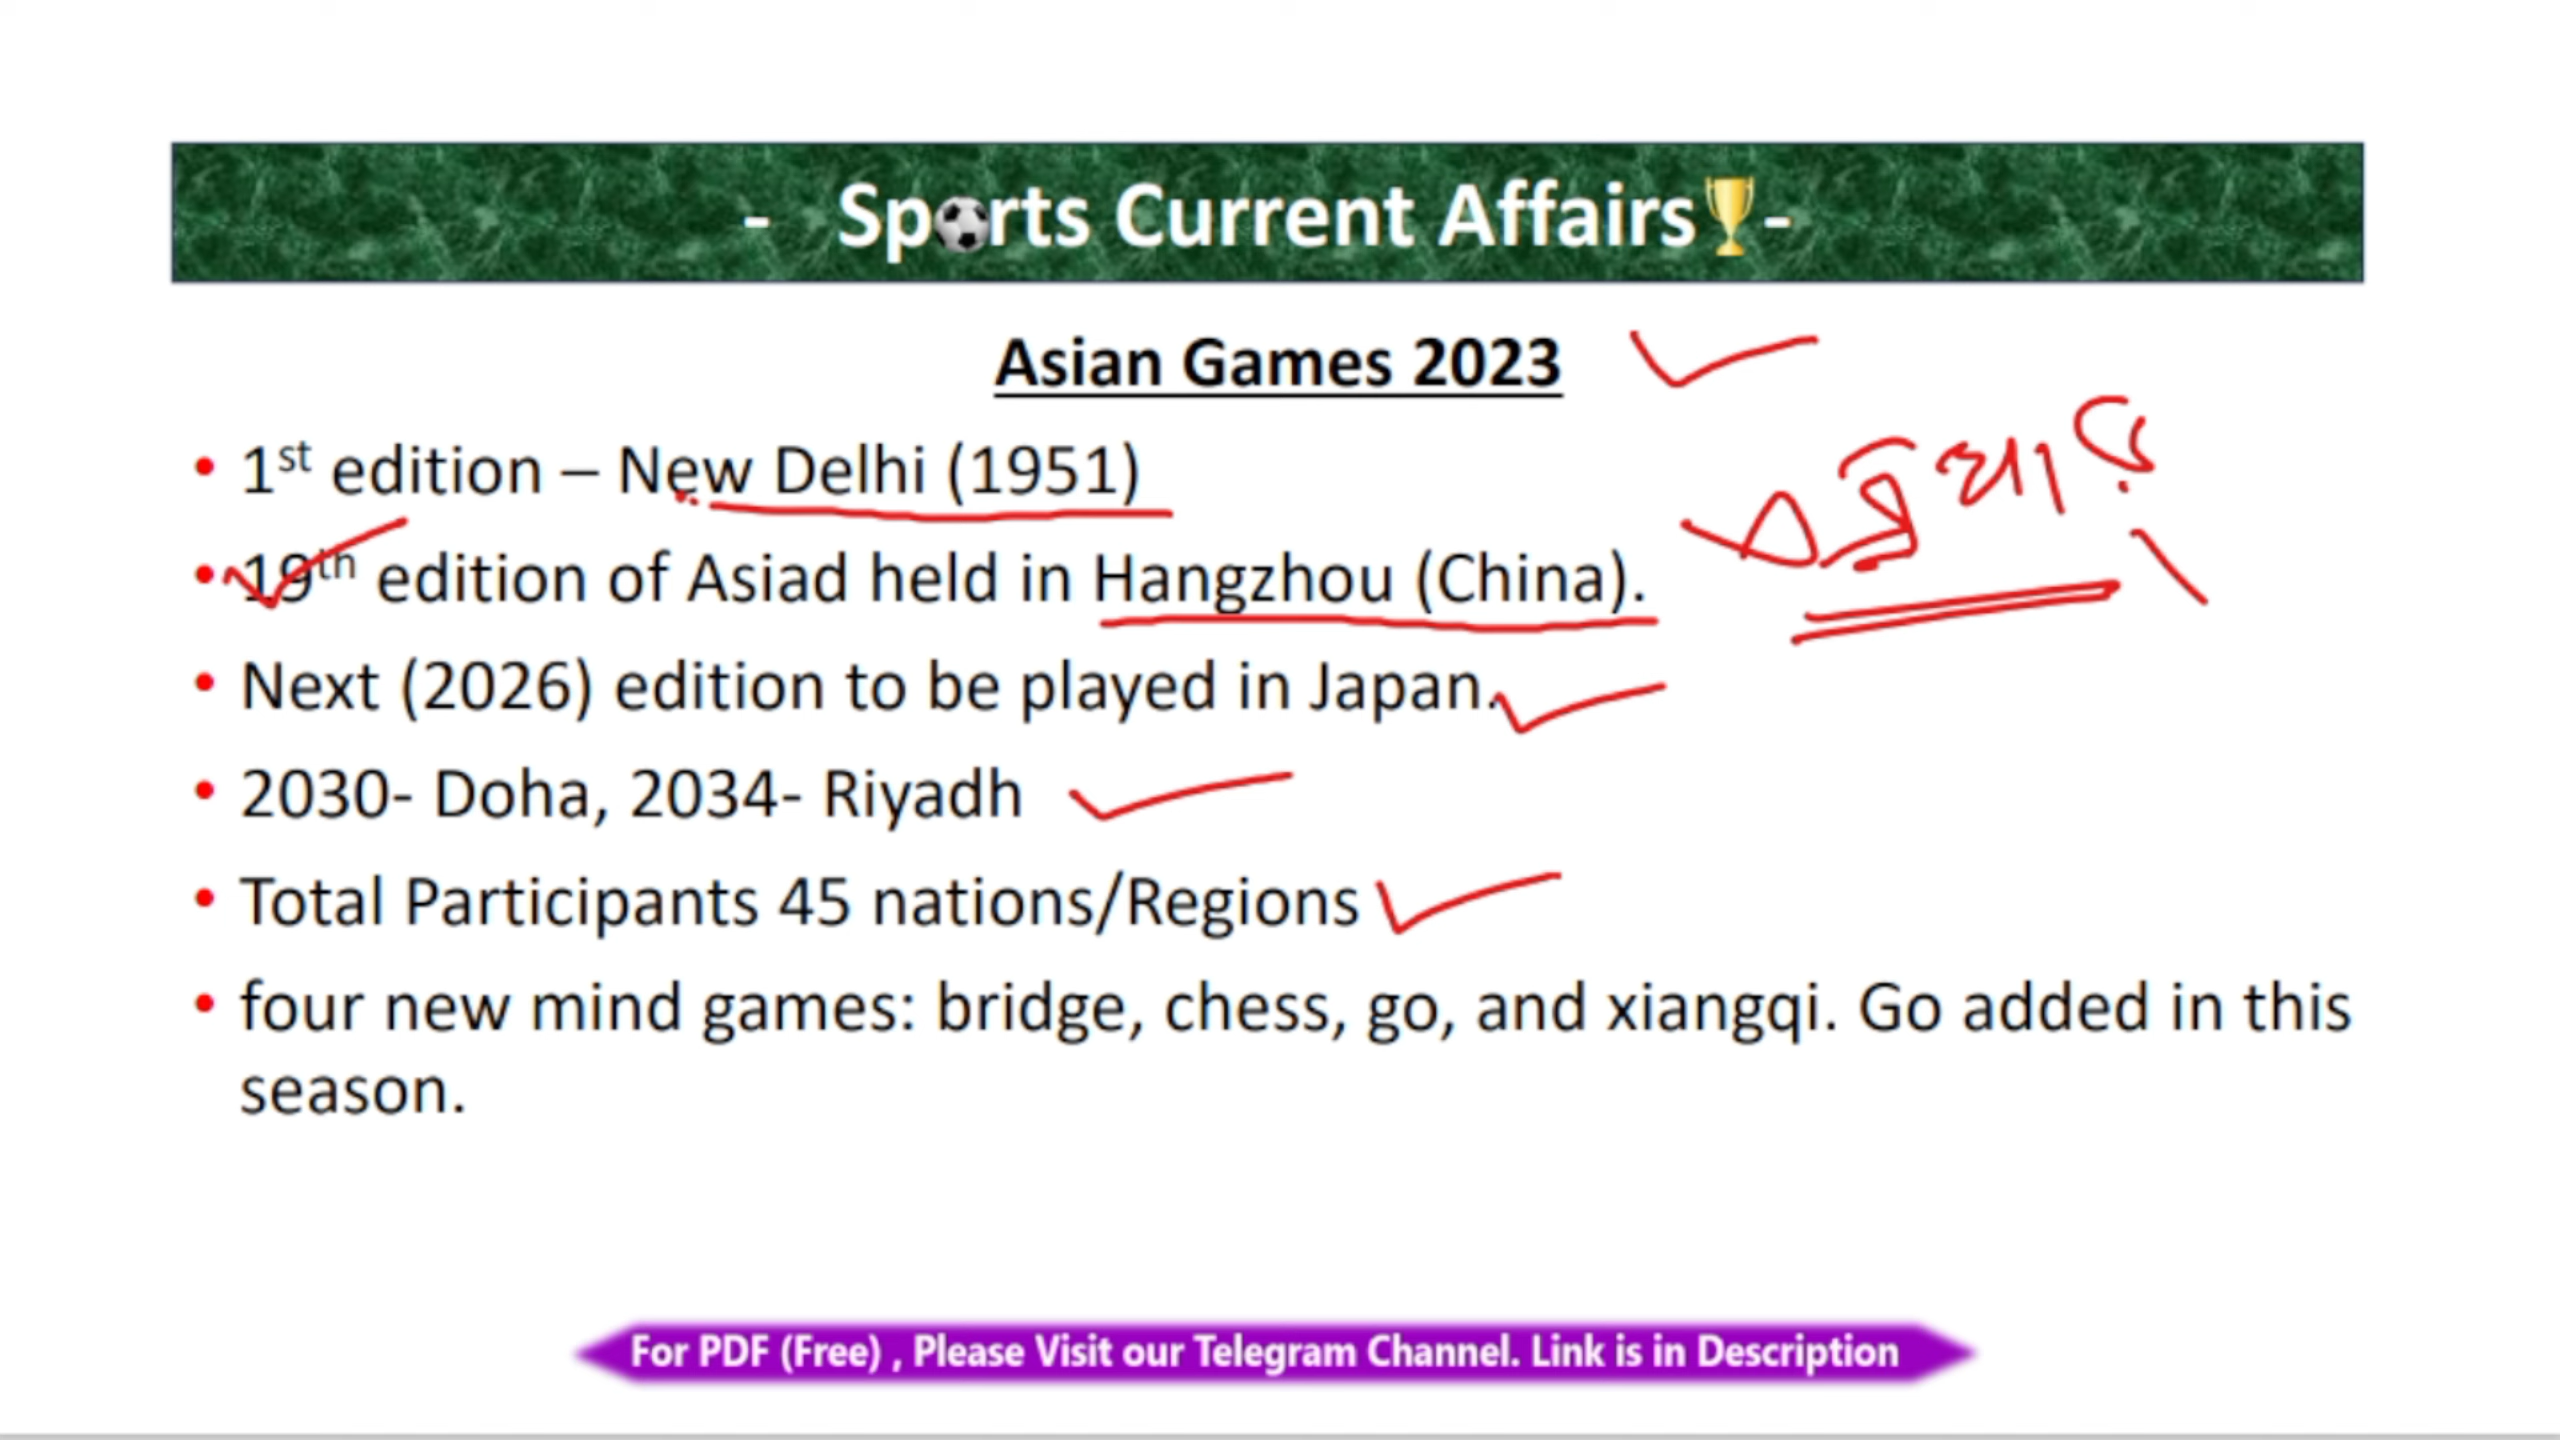 - Sports Current Affairs🏆-
Asian Games 2023
• 1st edition – New Delhi (1951)
• 19th edition of Asiad held in Hangzhou (China).
• Next (2026) edition to be played in Japan.
• 2030- Doha, 2034- Riyadh
• Total Participants 45 nations/Regions
• four new mind games: bridge, chess, go, and xiangqi. Go added in this
season.
For PDF (Free) , Please Visit our Telegram Channel. Link is in Description